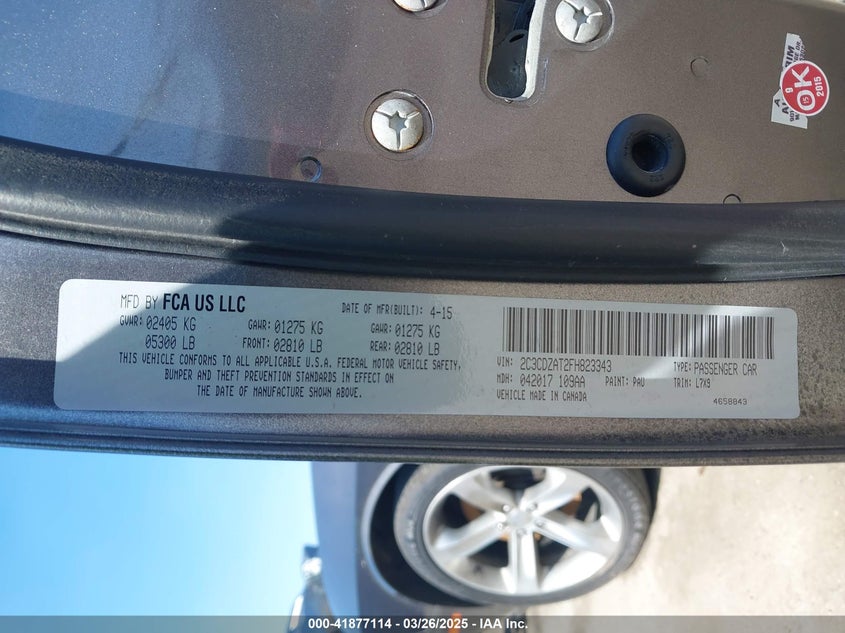 OK
9
15
2015
MFD BY FCA US LLC
DATE OF MFR(BUILT): 4-15
GVWR: 02405 KG
GAWR: 01275 KG
GAWR: 01275 KG
05300 LB
FRONT: 02810 LB
REAR: 02810 LB
THIS VEHICLE CONFORMS TO ALL APPLICABLE U.S.A. FEDERAL MOTOR VEHICLE SAFETY,
BUMPER AND THEFT PREVENTION STANDARDS IN EFFECT ON
THE DATE OF MANUFACTURE SHOWN ABOVE.
VIN: 2C3CDZAT2FH823343
TYPE: PASSENGER CAR
MDH: 042017 109AA
PAINT: PAU
TRIM: L7X9
VEHICLE MADE IN CANADA
4658843
000-41877114 — 03/26/2025 — IAA Inc.